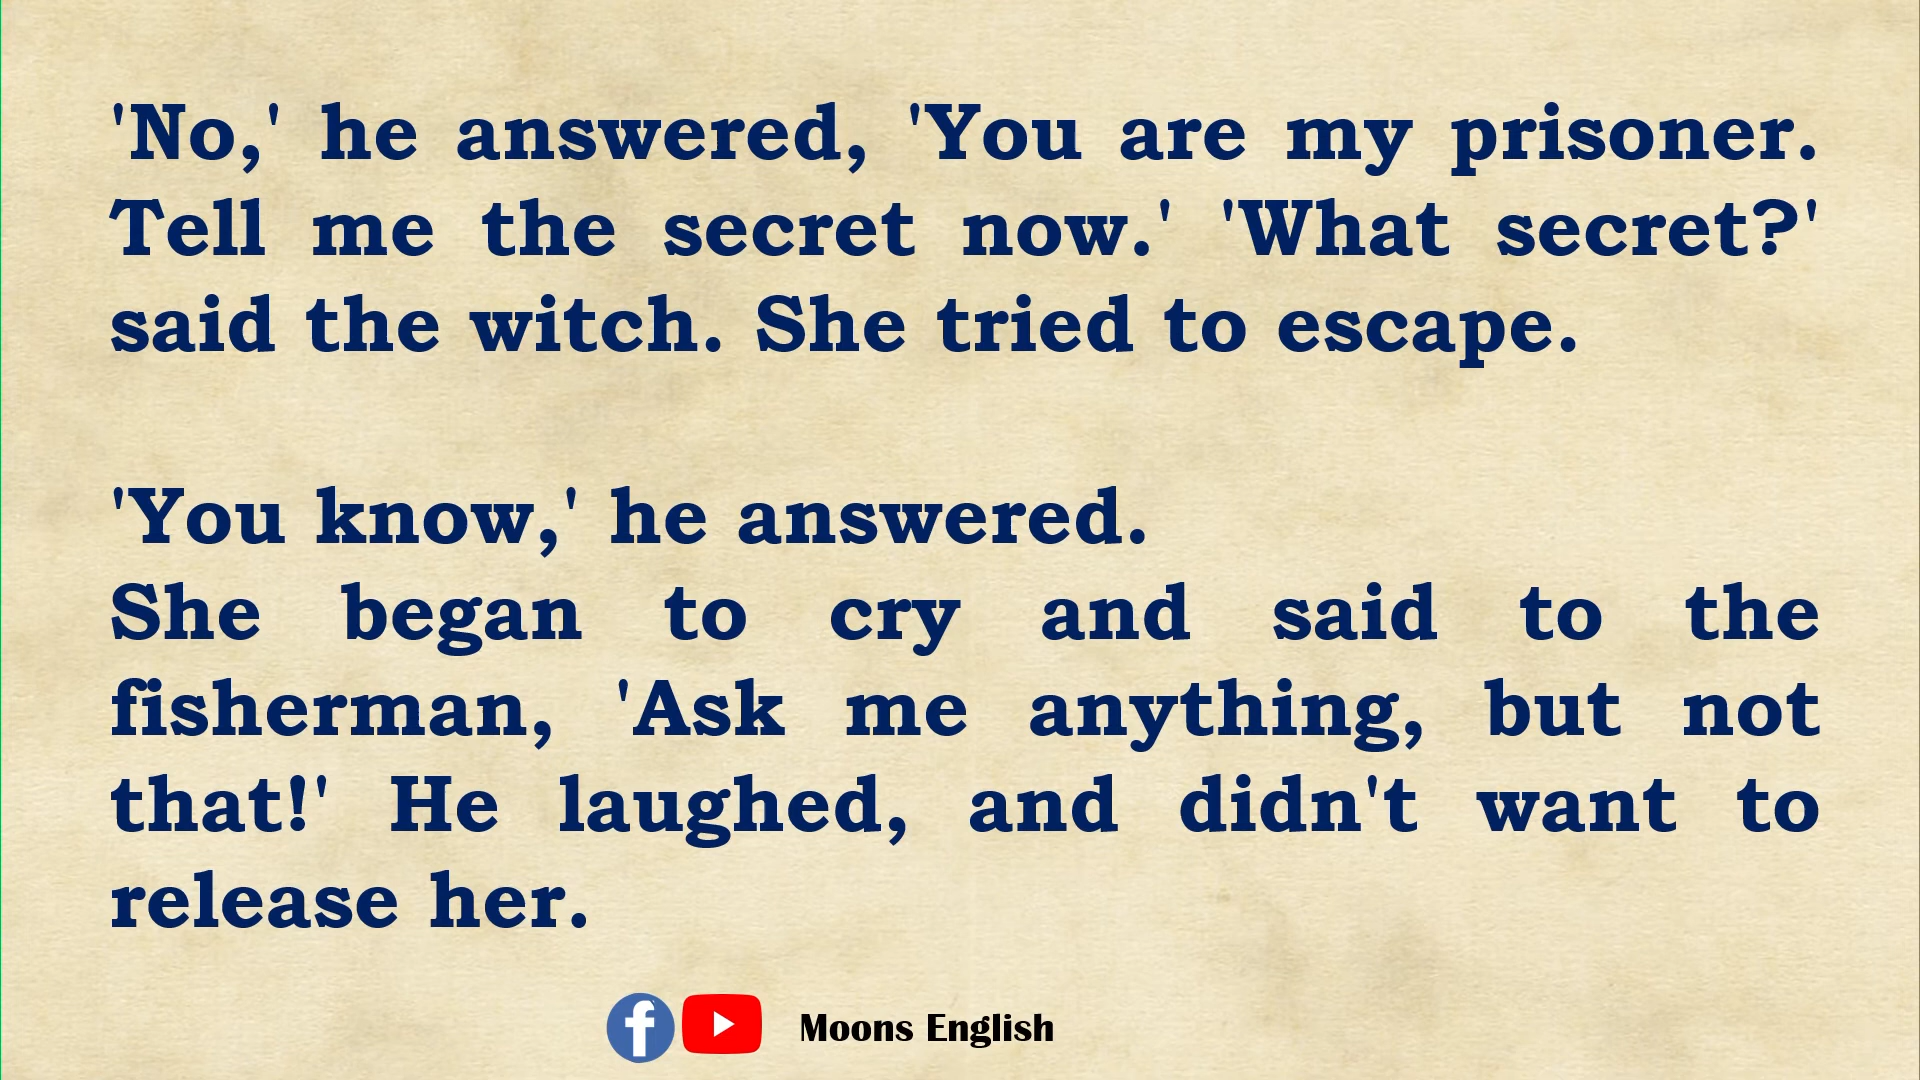 'No,' he answered, 'You are my prisoner.
Tell me the secret now.' 'What secret?'
said the witch. She tried to escape.
'You know,' he answered.
She began to cry and said to the
fisherman, 'Ask me anything, but not
that!' He laughed, and didn't want to
release her.
f Moons English